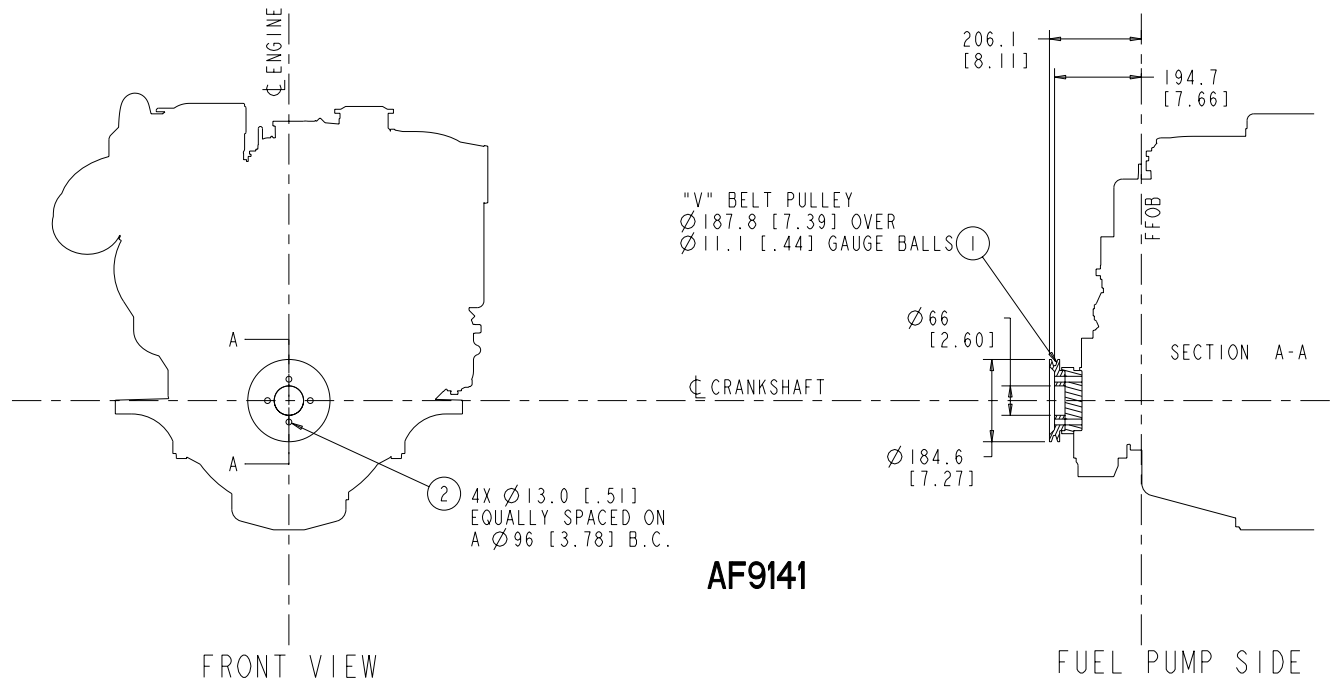 ℄ ENGINE
206.1
[8.11]
194.7
[7.66]
"V" BELT PULLEY
Ø187.8 [7.39] OVER
Ø11.1 [.44] GAUGE BALLS
1
FFOB
Ø66
[2.60]
SECTION A-A
A
℄ CRANKSHAFT
A
Ø184.6
[7.27]
2
4X Ø13.0 [.51]
EQUALLY SPACED ON
A Ø96 [3.78] B.C.
AF9141
FRONT VIEW
FUEL PUMP SIDE